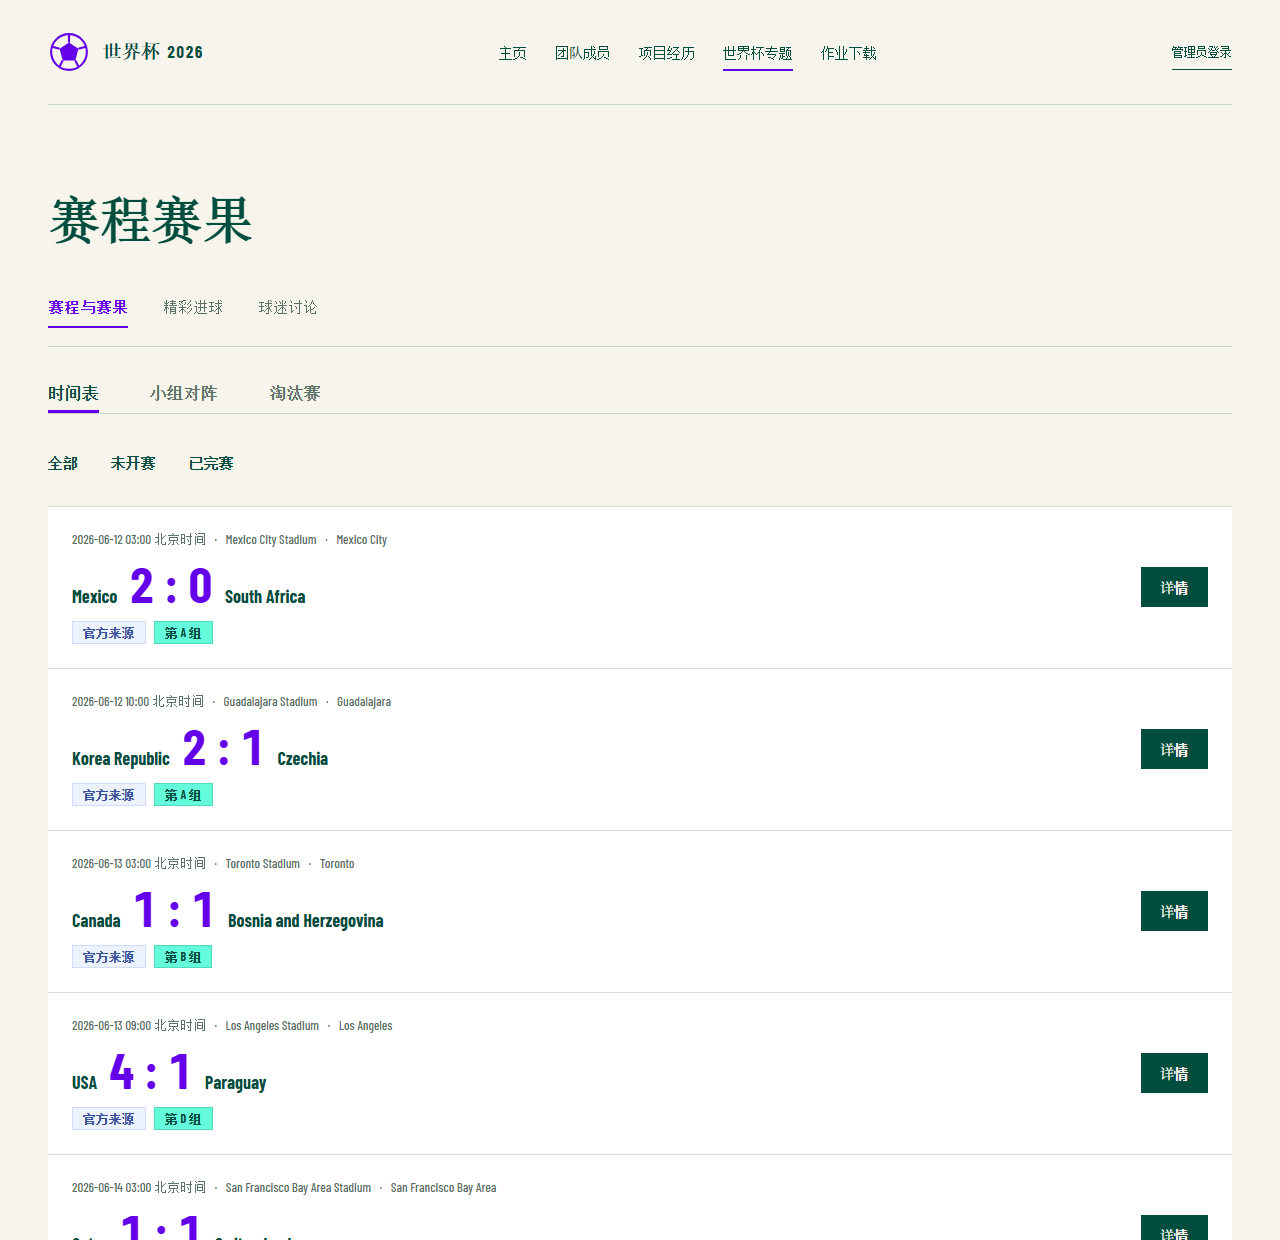 世界杯 2026
主页 团队成员 项目经历 世界杯专题 作业下载
管理员登录
赛程赛果
赛程与赛果 精彩进球 球迷讨论
时间表 小组对阵 淘汰赛
全部 未开赛 已完赛
2026-06-12 03:00 北京时间 · Mexico City Stadium · Mexico City
Mexico 2 : 0 South Africa
详情
官方来源 第 A 组
2026-06-12 10:00 北京时间 · Guadalajara Stadium · Guadalajara
Korea Republic 2 : 1 Czechia
详情
官方来源 第 A 组
2026-06-13 03:00 北京时间 · Toronto Stadium · Toronto
Canada 1 : 1 Bosnia and Herzegovina
详情
官方来源 第 B 组
2026-06-13 09:00 北京时间 · Los Angeles Stadium · Los Angeles
USA 4 : 1 Paraguay
详情
官方来源 第 D 组
2026-06-14 03:00 北京时间 · San Francisco Bay Area Stadium · San Francisco Bay Area
1 : 1
详情